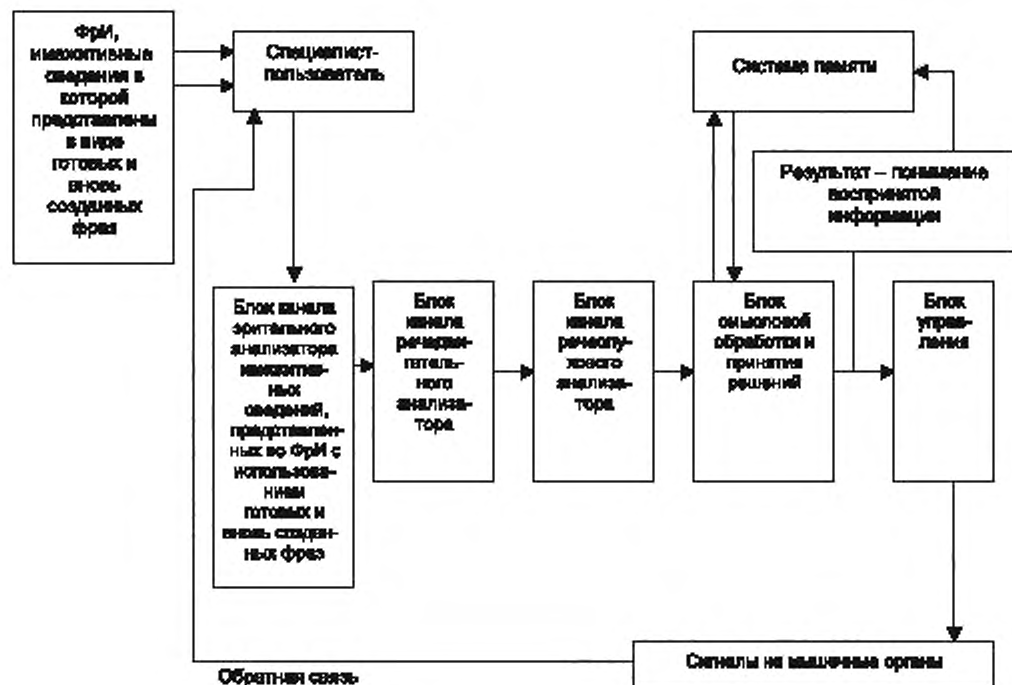 ФрИ,
имажитивные
сведения в
которой
представлены
в виде
готовых и
вновь
созданных
фраз
Специалист-
пользователь
Система памяти
Результат – понимание
воспринятой
информации
Блок канала
зрительного
анализатора
имажитив-
ных
сведений,
представлен-
ных во ФрИ с
использова-
нием
готовых и
вновь создан-
ных фраз
Блок
канала
речедви-
гатель-
ного
анализа-
тора
Блок
канала
речеслу-
хового
анализа-
тора
Блок
смысловой
обработки и
принятия
решений
Блок
управ-
ления
Сигналы на мышечные органы
Обратная связь